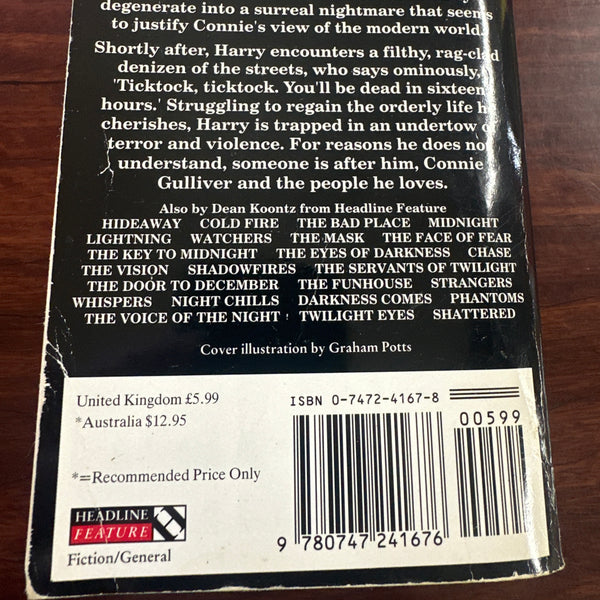 degenerate into a surreal nightmare that seems
to justify Connie's view of the modern world.
Shortly after, Harry encounters a filthy, rag-clad
denizen of the streets, who says ominously,
'Ticktock, ticktock. You'll be dead in sixteen
hours.' Struggling to regain the orderly life he
cherishes, Harry is trapped in an undertow of
terror and violence. For reasons he does not
understand, someone is after him, Connie
Gulliver and the people he loves.
Also by Dean Koontz from Headline Feature
HIDEAWAY COLD FIRE THE BAD PLACE MIDNIGHT
LIGHTNING WATCHERS THE MASK THE FACE OF FEAR
THE KEY TO MIDNIGHT THE EYES OF DARKNESS CHASE
THE VISION SHADOWFIRES THE SERVANTS OF TWILIGHT
THE DOOR TO DECEMBER THE FUNHOUSE STRANGERS
WHISPERS NIGHT CHILLS DARKNESS COMES PHANTOMS
THE VOICE OF THE NIGHT TWILIGHT EYES SHATTERED
Cover illustration by Graham Potts
United Kingdom £5.99
*Australia $12.95
*=Recommended Price Only
HEADLINE
FEATURE
Fiction/General
ISBN 0-7472-4167-8
00599
9 780747 241676